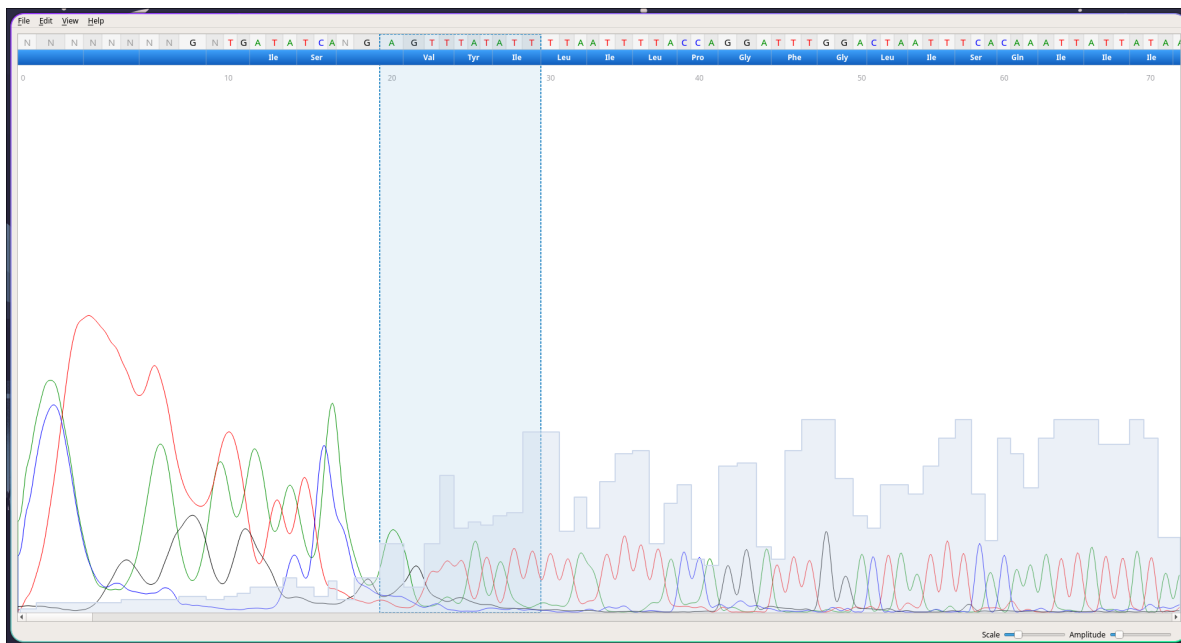 File Edit View Help
N N N N N N N N G N T G A T A T C A N G A G T T T A T A T T T T A A T T T T A C C A G G A T T T G G A C T A A T T T C A C A A A T T A T T A T A A
Ile Ser Val Tyr Ile Leu Ile Leu Pro Gly Phe Gly Leu Ile Ser Gln Ile Ile Ile
0 10 20 30 40 50 60 70
Scale Amplitude